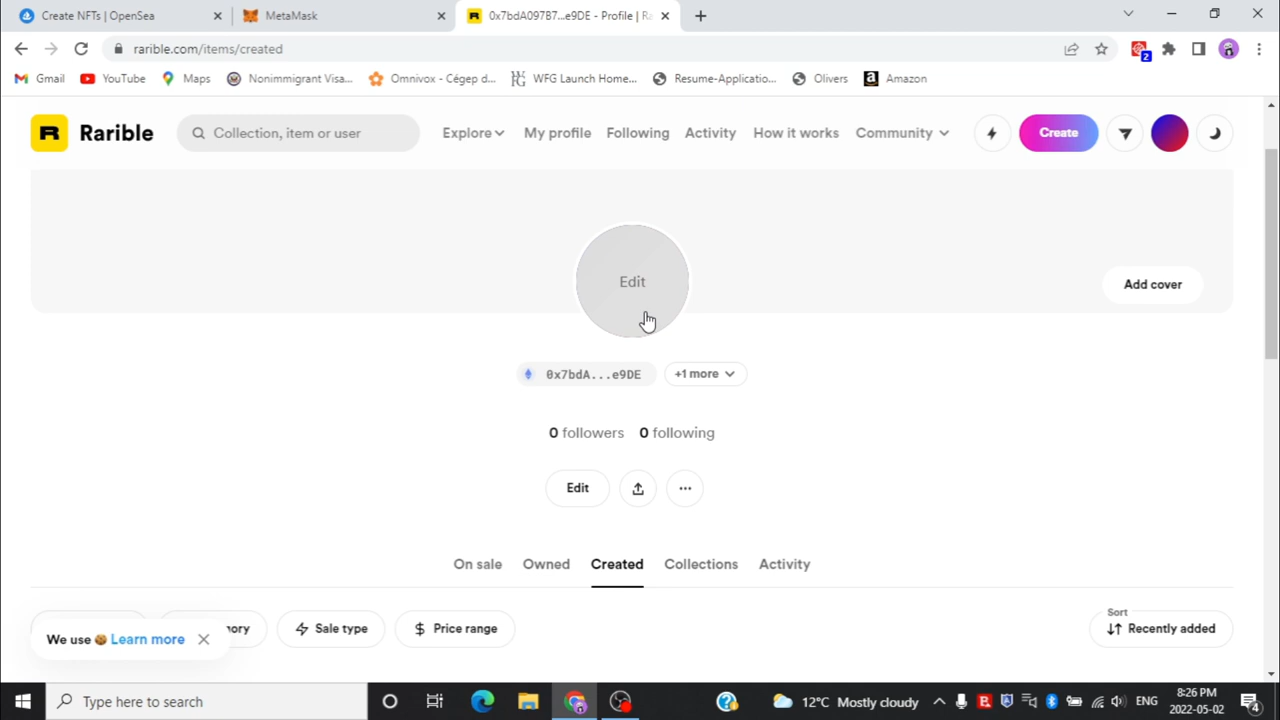 Create NFTs | OpenSea
MetaMask
0x7bdA097B7...e9DE - Profile | Ra
rarible.com/items/created
2
Gmail YouTube Maps Nonimmigrant Visa... Omnivox - Cégep d... WFG Launch Home... Resume-Applicatio... Olivers Amazon
Rarible Collection, item or user Explore My profile Following Activity How it works Community Create
Edit
Add cover
0x7bdA...e9DE +1 more
0 followers 0 following
Edit
On sale Owned Created Collections Activity
Sort
Sale type Price range Recently added
We use Learn more
Type here to search
12°C Mostly cloudy
ENG
8:26 PM
2022-05-02
4